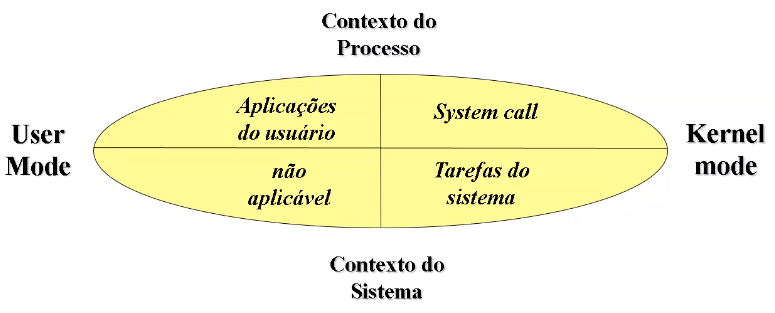 Contexto do
Processo
User
Mode
Aplicações
do usuário
System call
Kernel
mode
não
aplicável
Tarefas do
sistema
Contexto do
Sistema